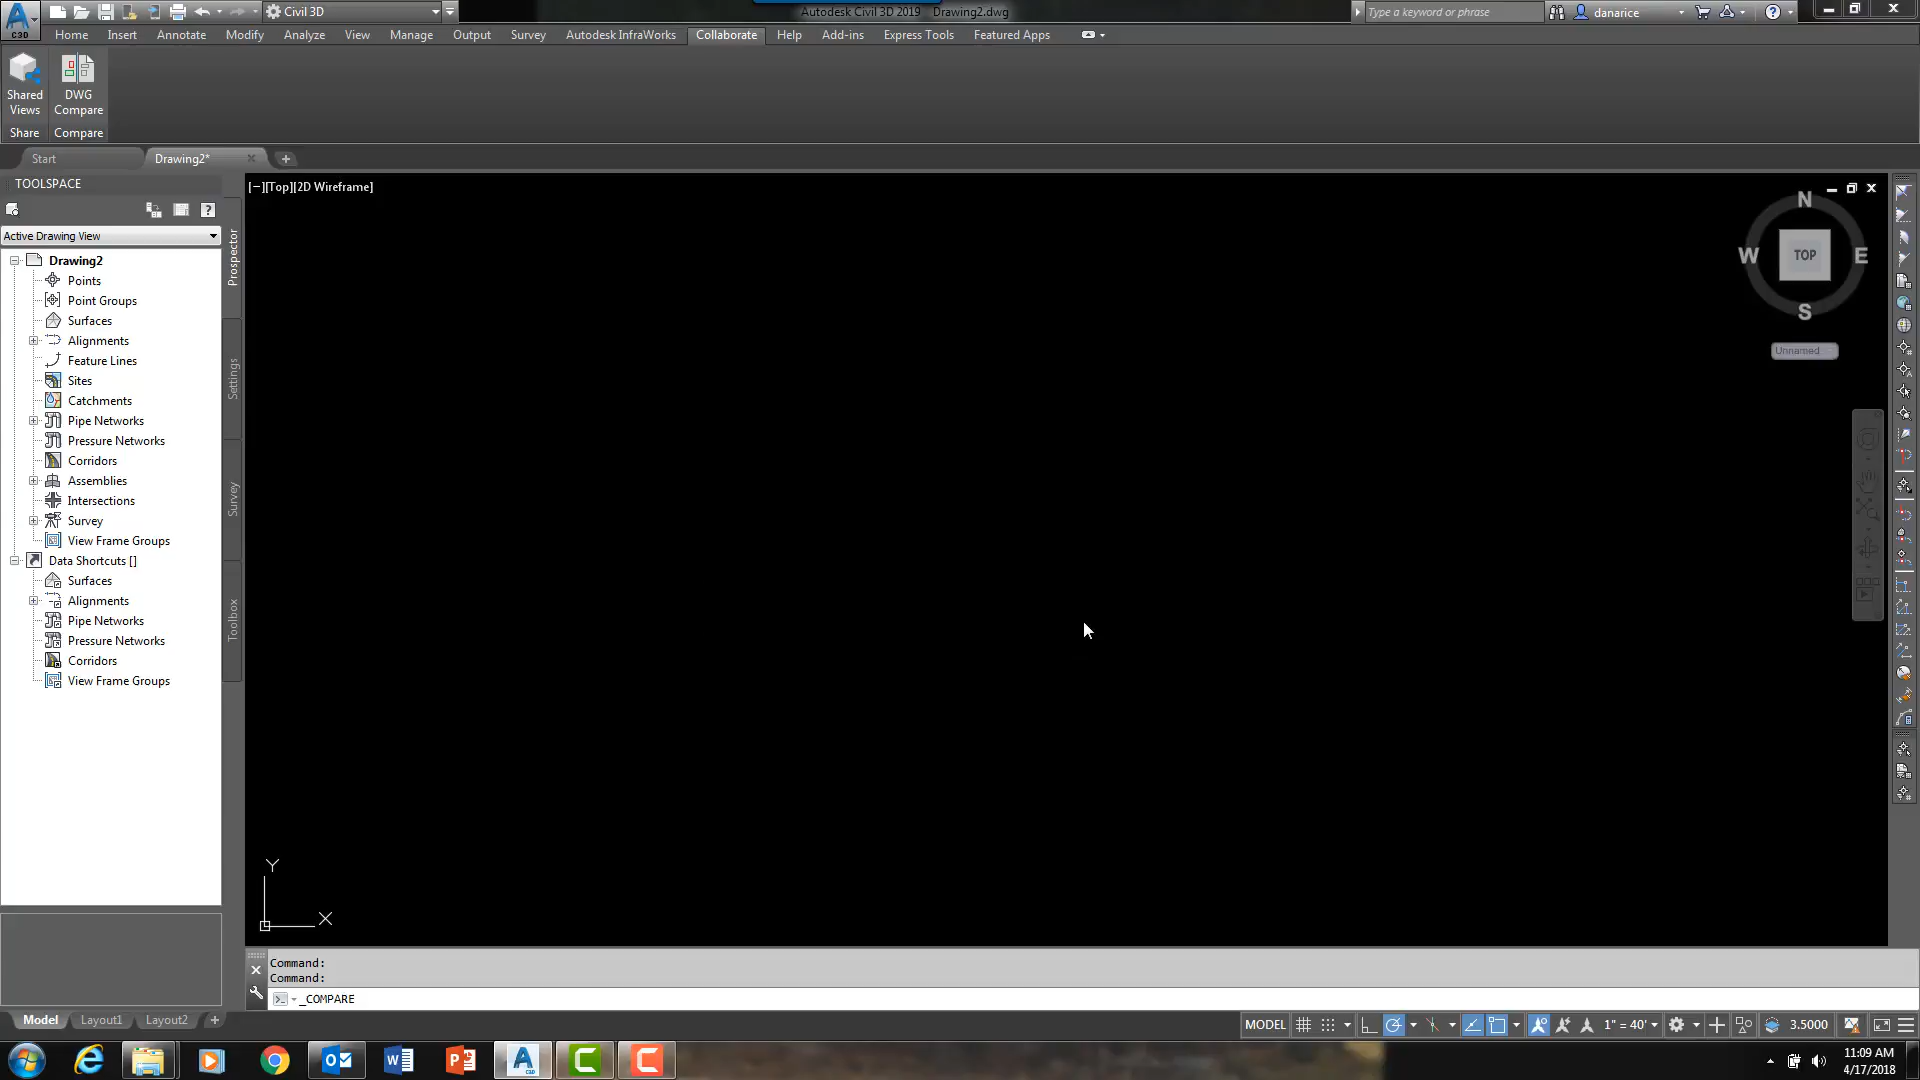 Civil 3D
Autodesk Civil 3D 2019 Drawing2.dwg
Type a keyword or phrase
danarice
C3D
Home Insert Annotate Modify Analyze View Manage Output Survey Autodesk InfraWorks Collaborate Help Add-ins Express Tools Featured Apps
Shared
Views
DWG
Compare
Share Compare
Start Drawing2*
TOOLSPACE
[−][Top][2D Wireframe]
Active Drawing View
Drawing2
Points
Point Groups
Surfaces
Alignments
Feature Lines
Sites
Catchments
Pipe Networks
Pressure Networks
Corridors
Assemblies
Intersections
Survey
View Frame Groups
Data Shortcuts []
Surfaces
Alignments
Pipe Networks
Pressure Networks
Corridors
View Frame Groups
Prospector
Settings
Survey
Toolbox
N
W TOP E
S
Unnamed
Y
X
Command:
Command:
_COMPARE
Model Layout1 Layout2
MODEL 1" = 40' 3.5000
11:09 AM
4/17/2018